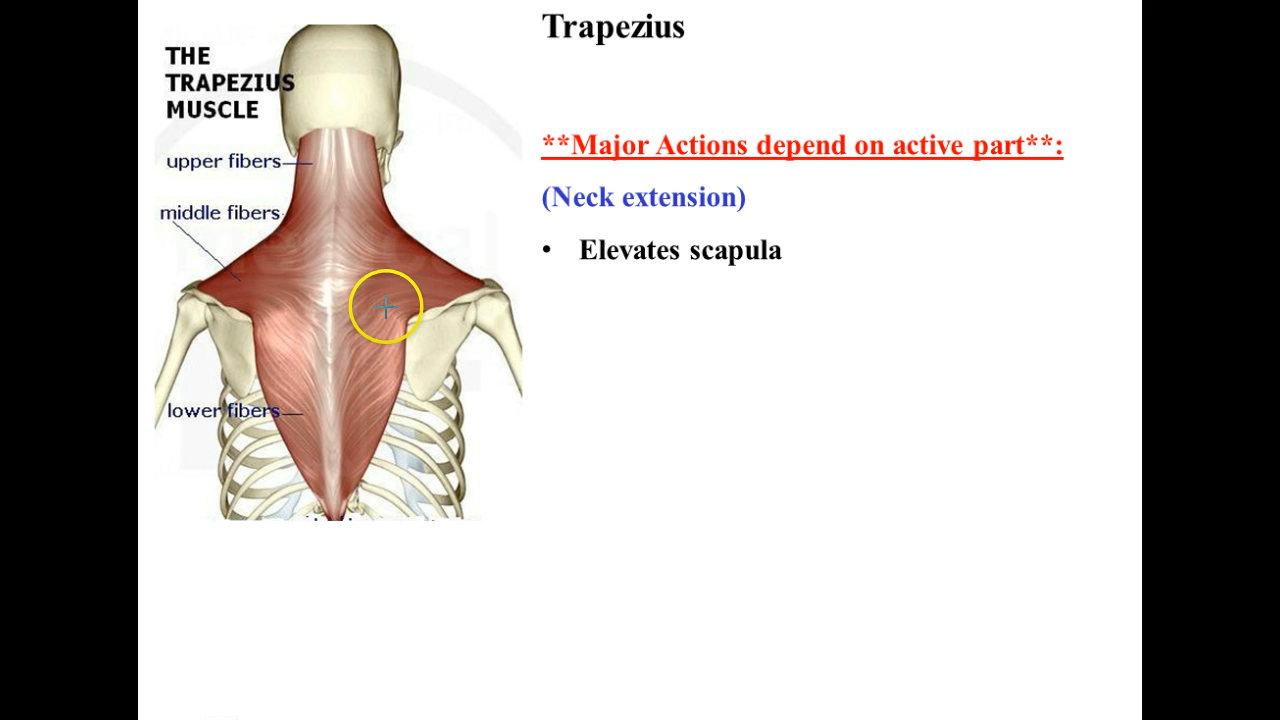 THE
TRAPEZIUS
MUSCLE
upper fibers
middle fibers
lower fibers
Trapezius
**Major Actions depend on active part**:
(Neck extension)
• Elevates scapula